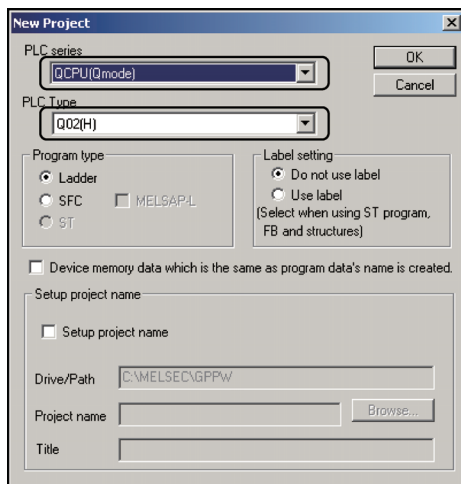 New Project
PLC series
OK
QCPU(Qmode)
Cancel
PLC Type
Q02(H)
Program type
Label setting
Ladder
Do not use label
SFC
MELSAP-L
Use label
ST
(Select when using ST program,
FB and structures)
Device memory data which is the same as program data's name is created.
Setup project name
Setup project name
Drive/Path
C:\MELSEC\GPPW
Project name
Browse...
Title